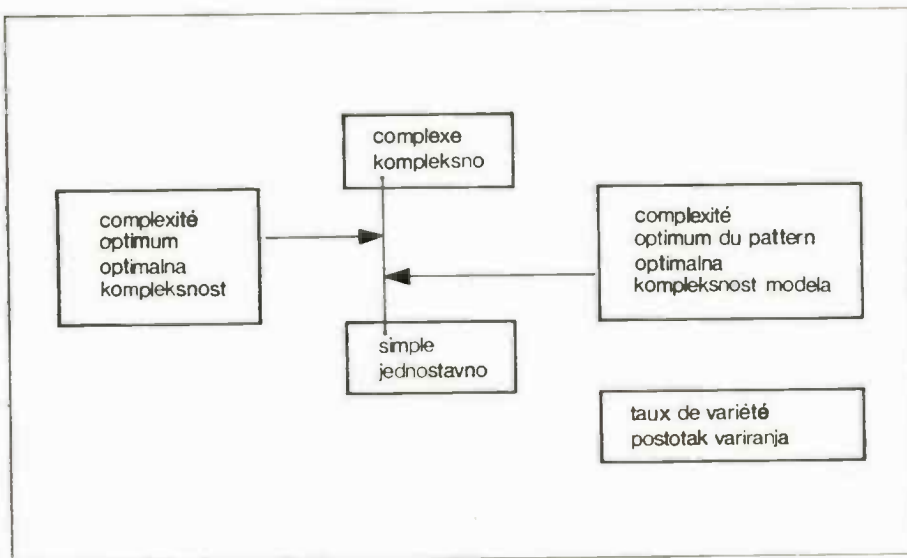 complexe
kompleksno
complexité
optimum
optimalna
kompleksnost
complexité
optimum du pattern
optimalna
kompleksnost modela
simple
jednostavno
taux de variété
postotak variranja